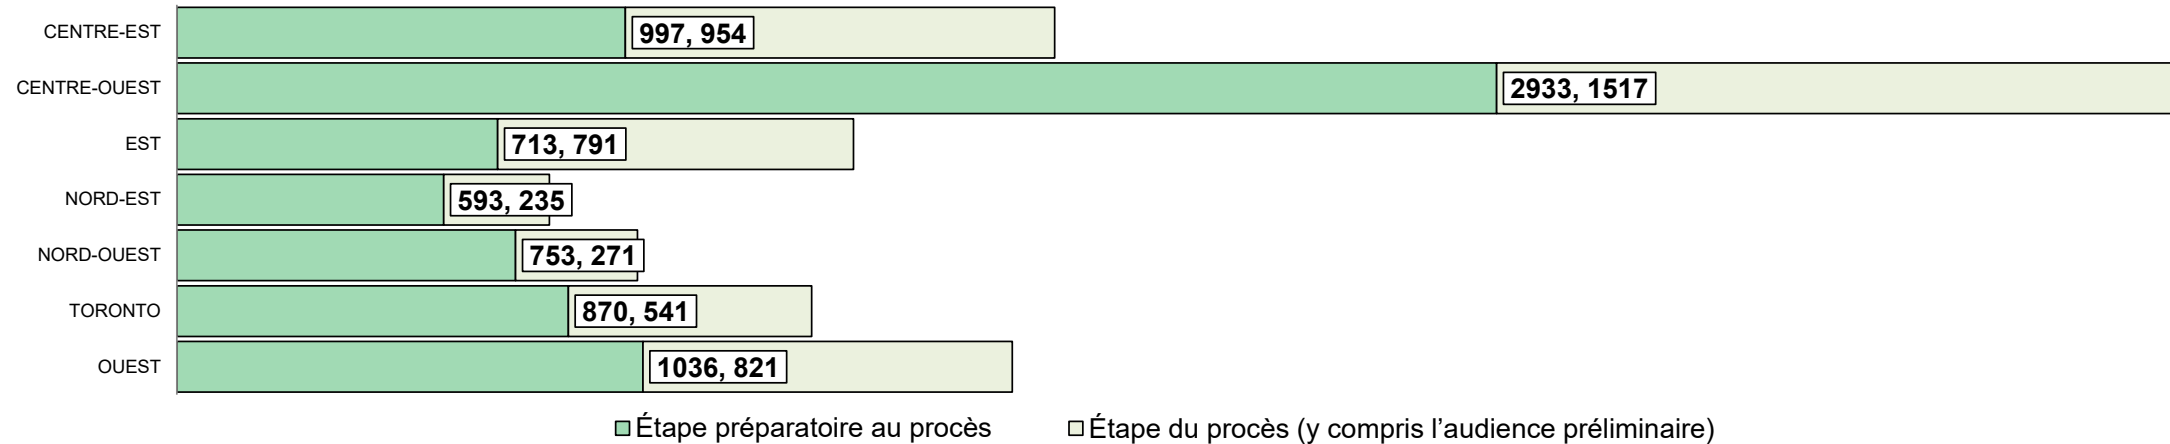 CENTRE-EST 997, 954
CENTRE-OUEST 2933, 1517
EST 713, 791
NORD-EST 593, 235
NORD-OUEST 753, 271
TORONTO 870, 541
OUEST 1036, 821
Étape préparatoire au procès Étape du procès (y compris l’audience préliminaire)